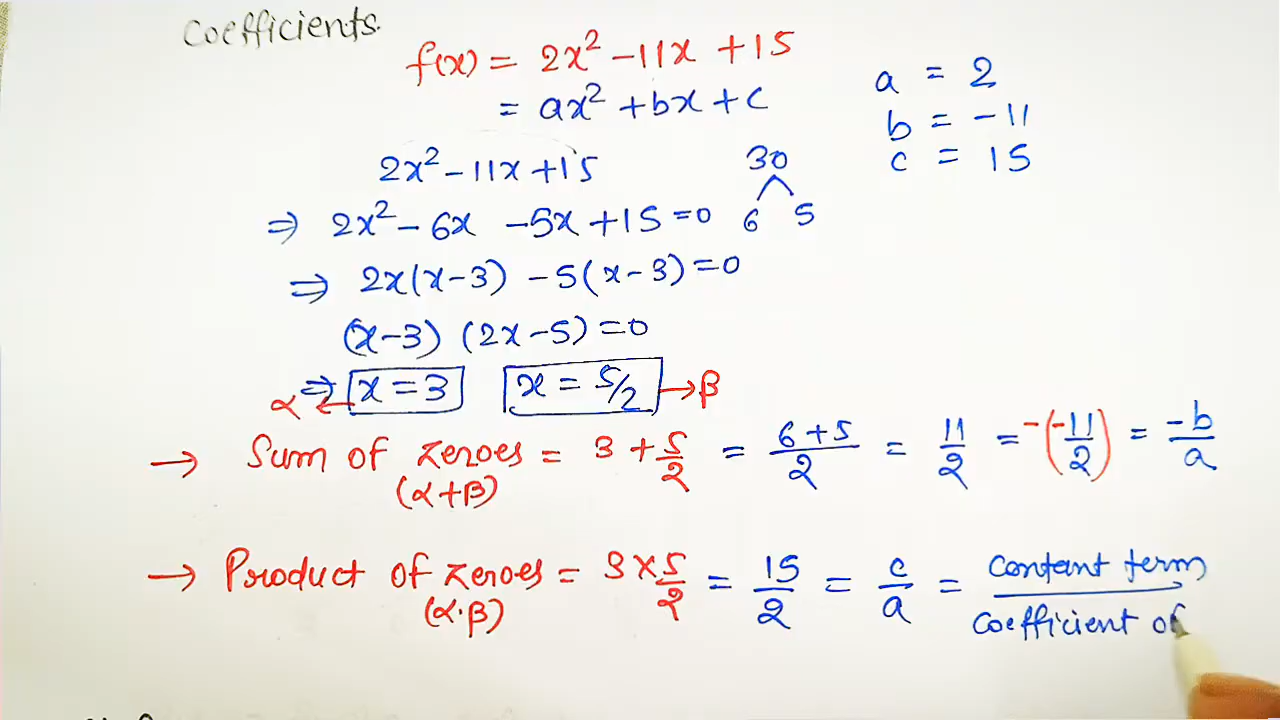 Coefficients.
f(x) = 2x² - 11x + 15
= ax² + bx + c
a = 2
b = -11
c = 15
2x² - 11x + 15
30
⇒ 2x² - 6x - 5x + 15 = 0
6 5
⇒ 2x(x-3) - 5(x-3) = 0
(x-3) (2x-5) = 0
α ← ⇒ x = 3 x = 5/2 → β
→ Sum of zeroes = 3 + 5/2 = (6+5)/2 = 11/2 = -(-11/2) = -b/a
(α+β)
→ Product of zeroes = 3 × 5/2 = 15/2 = c/a = Contant term / Coefficient of
(α·β)